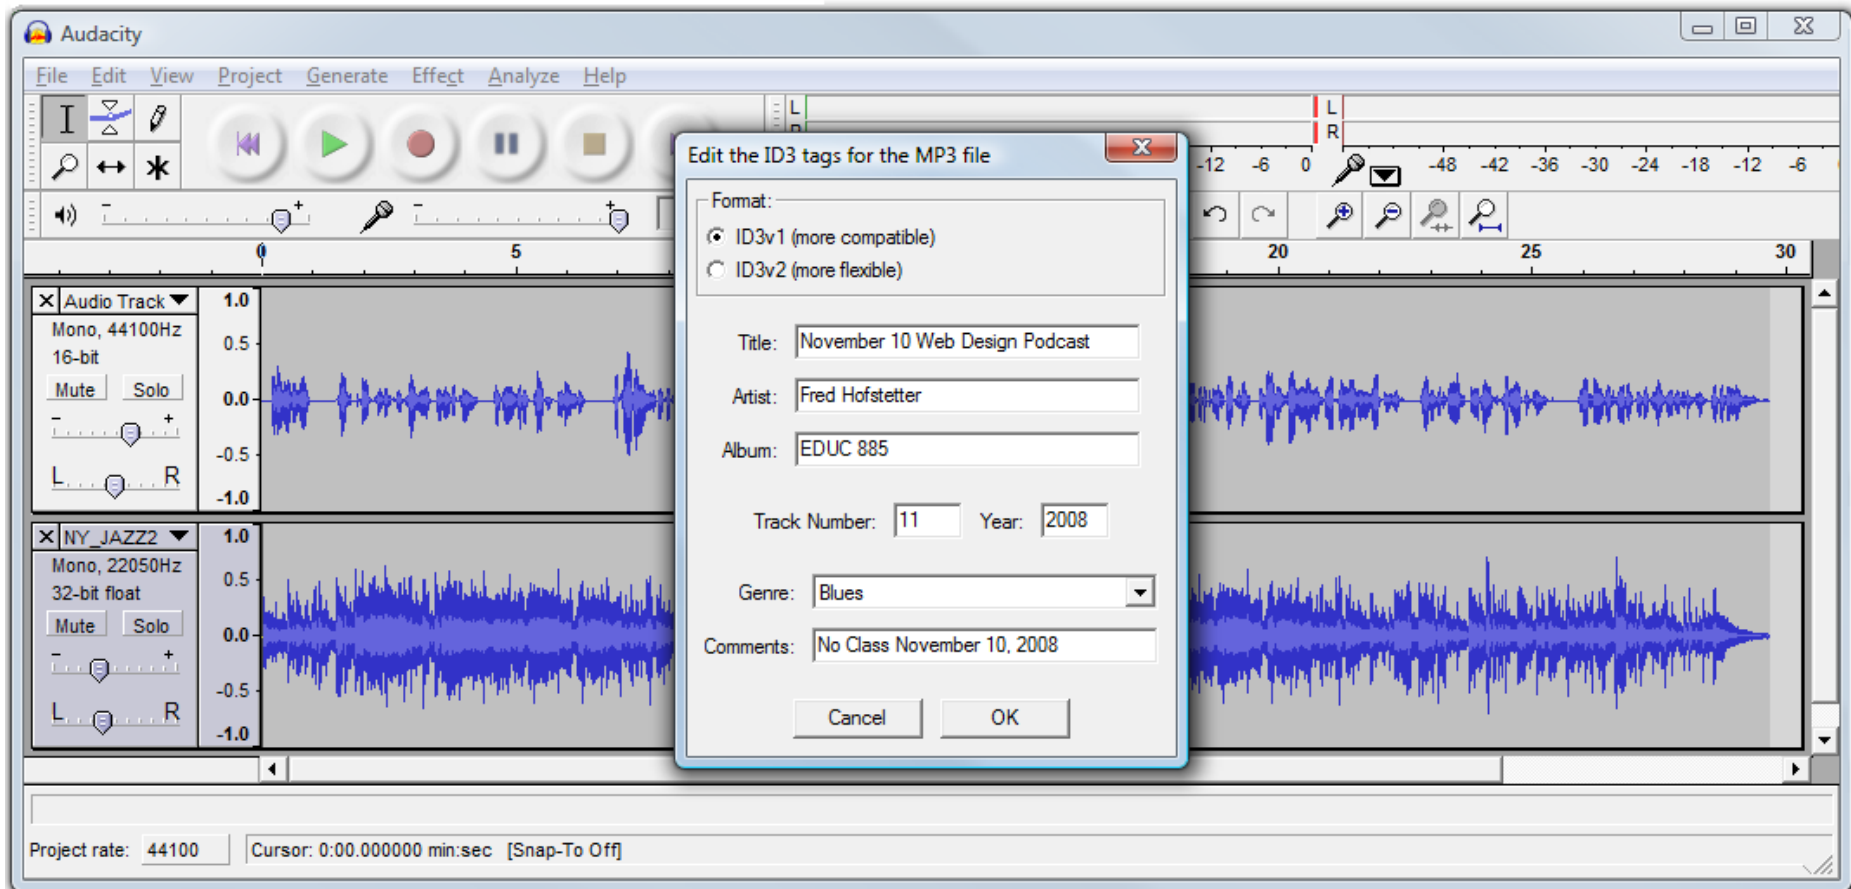 Audacity
File Edit View Project Generate Effect Analyze Help
L
R
L
R
-12 -6 0
-48 -42 -36 -30 -24 -18 -12 -6
0 5 20 25 30
Audio Track
Mono, 44100Hz
16-bit
Mute Solo
- +
L R
1.0
0.5
0.0
-0.5
-1.0
NY_JAZZ2
Mono, 22050Hz
32-bit float
Mute Solo
- +
L R
1.0
0.5
0.0
-0.5
-1.0
Edit the ID3 tags for the MP3 file
Format:
ID3v1 (more compatible)
ID3v2 (more flexible)
Title: November 10 Web Design Podcast
Artist: Fred Hofstetter
Album: EDUC 885
Track Number: 11 Year: 2008
Genre: Blues
Comments: No Class November 10, 2008
Cancel OK
Project rate: 44100 Cursor: 0:00.000000 min:sec [Snap-To Off]